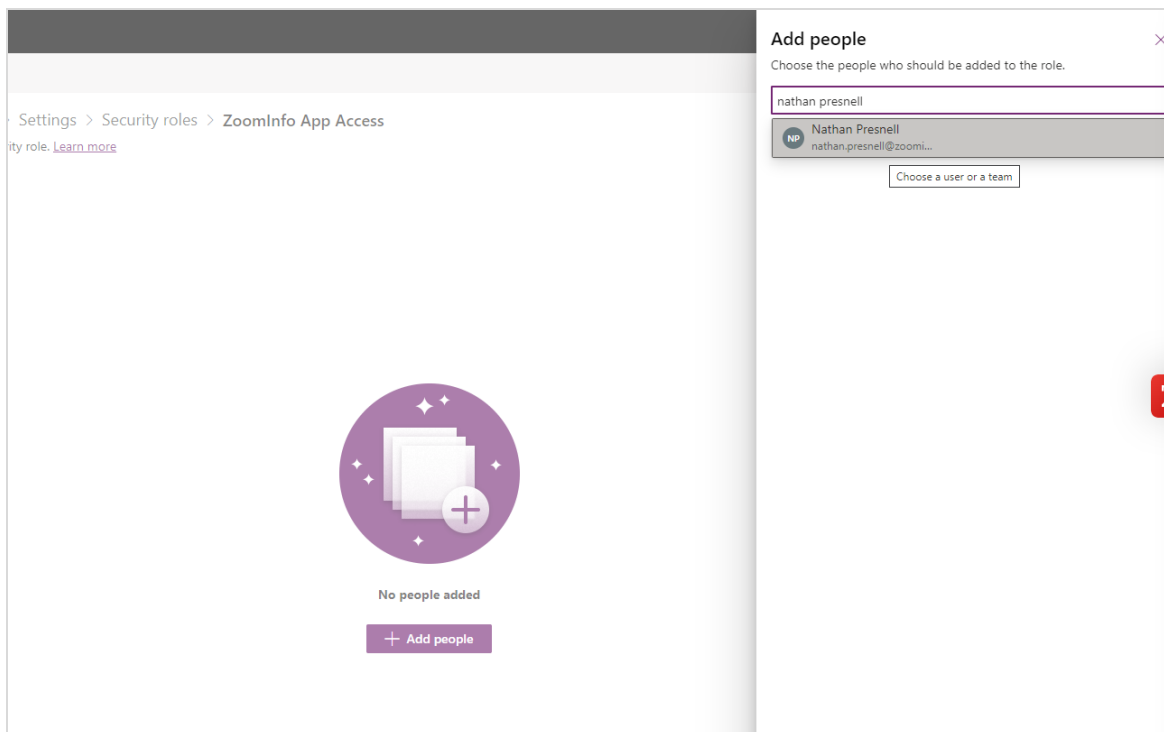 Settings > Security roles > ZoomInfo App Access
ity role. Learn more
No people added
Add people
Add people
Choose the people who should be added to the role.
nathan presnell
NP
Nathan Presnell
nathan.presnell@zoomi...
Choose a user or a team